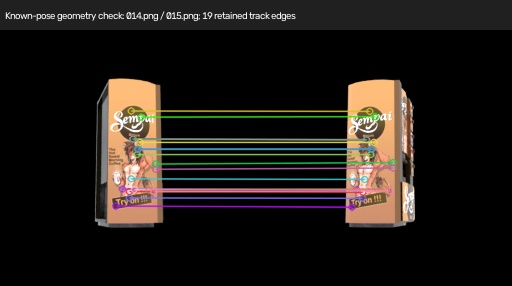 Known-pose geometry check: 014.png / 015.png; 19 retained track edges
Sempai
Try on !!!
Sempai
Try on !!!